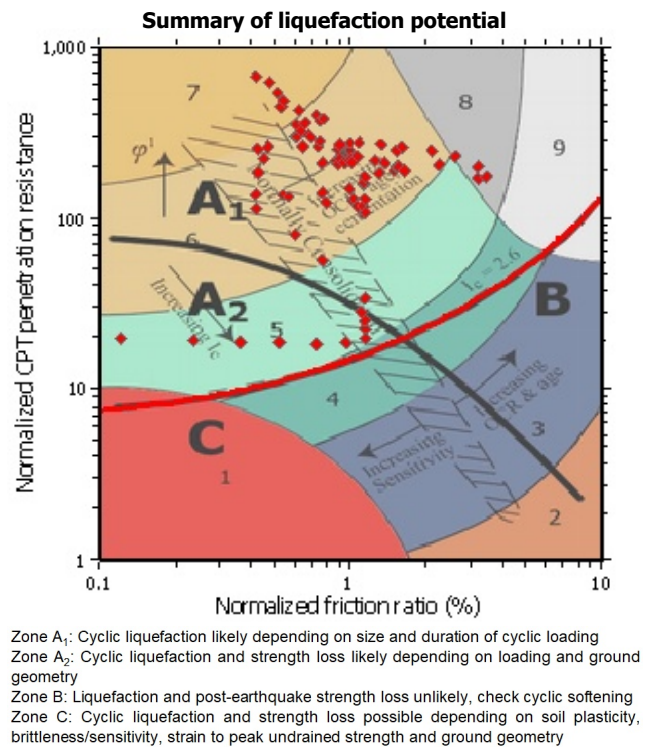 Summary of liquefaction potential
1,000
100
10
1
Normalized CPT penetration resistance
7
8
9
φ'
A1
6
Normally Consolid
Increasing
OCR, age,
cementation
Ic = 2.6
A2
Increasing Ic
5
B
4
Increasing
OCR & age
C
3
Increasing
Sensitivity
1
2
0.1
1
10
Normalized friction ratio (%)
Zone A1: Cyclic liquefaction likely depending on size and duration of cyclic loading
Zone A2: Cyclic liquefaction and strength loss likely depending on loading and ground
geometry
Zone B: Liquefaction and post-earthquake strength loss unlikely, check cyclic softening
Zone C: Cyclic liquefaction and strength loss possible depending on soil plasticity,
brittleness/sensitivity, strain to peak undrained strength and ground geometry